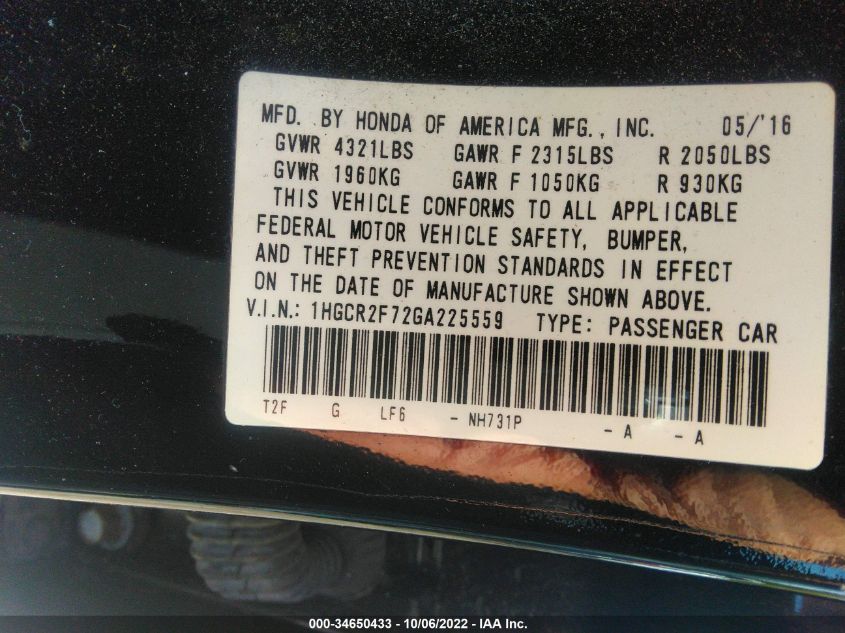 MFD. BY HONDA OF AMERICA MFG., INC. 05/'16
GVWR 4321LBS GAWR F 2315LBS R 2050LBS
GVWR 1960KG GAWR F 1050KG R 930KG
THIS VEHICLE CONFORMS TO ALL APPLICABLE
FEDERAL MOTOR VEHICLE SAFETY, BUMPER,
AND THEFT PREVENTION STANDARDS IN EFFECT
ON THE DATE OF MANUFACTURE SHOWN ABOVE.
V.I.N.: 1HGCR2F72GA225559 TYPE: PASSENGER CAR
T2F G LF6 - NH731P - A - A
000-34650433 - 10/06/2022 - IAA Inc.